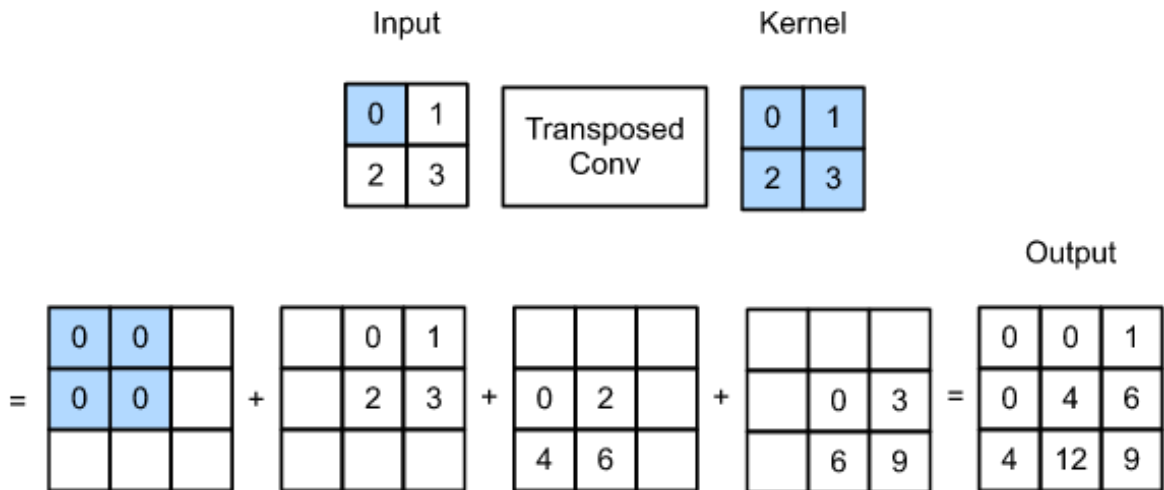 Input Kernel
0 1 Transposed Conv 0 1
2 3 2 3
Output
0 0 0 1 0 0 1
= 0 0 + 2 3 + 0 2 + 0 3 = 0 4 6
4 6 6 9 4 12 9